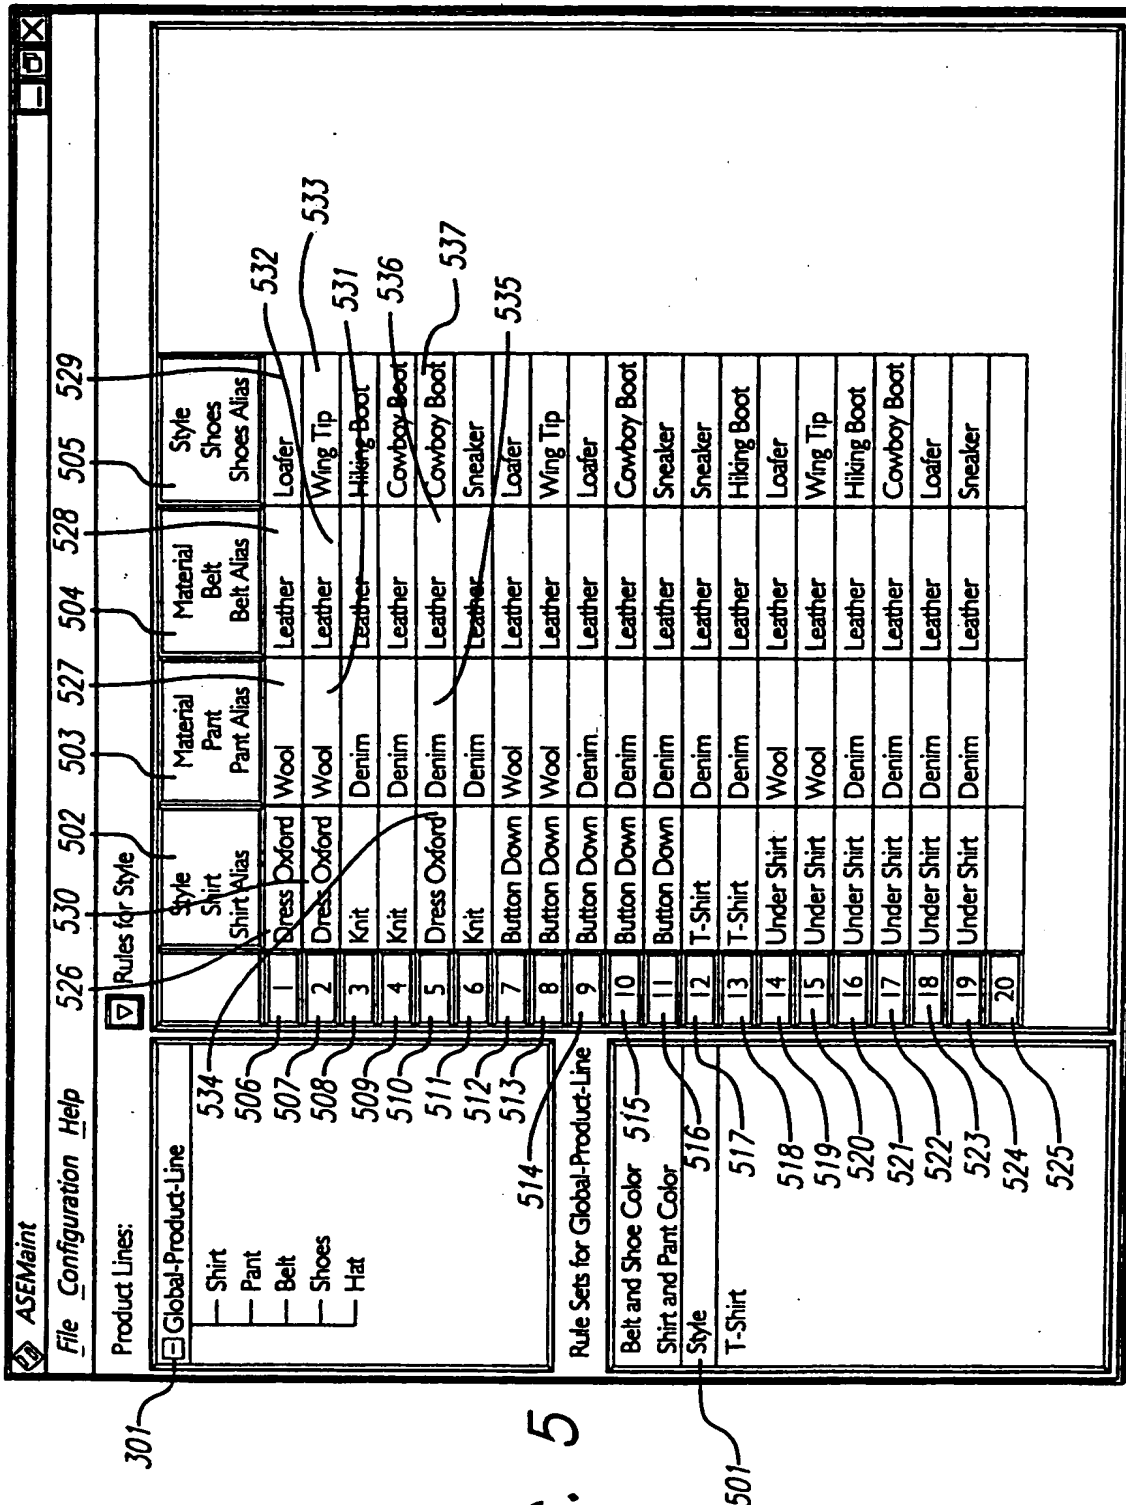 ASEMaint
File Configuration Help
Product Lines:
Global-Product-Line
Shirt
Pant
Belt
Shoes
Hat
Rule Sets for Global-Product-Line
Belt and Shoe Color
Shirt and Pant Color
Style
T-Shirt
Rules for Style
Style Shirt Shirt Alias
Material Pant Pant Alias
Material Belt Belt Alias
Style Shoes Shoes Alias
1 Dress Oxford Wool Leather Loafer
2 Dress Oxford Wool Leather Wing Tip
3 Knit Denim Leather Hiking Boot
4 Knit Denim Leather Cowboy Boot
5 Dress Oxford Denim Leather Cowboy Boot
6 Knit Denim Leather Sneaker
7 Button Down Wool Leather Loafer
8 Button Down Wool Leather Wing Tip
9 Button Down Denim Leather Loafer
10 Button Down Denim Leather Cowboy Boot
11 Button Down Denim Leather Sneaker
12 T-Shirt Denim Leather Sneaker
13 T-Shirt Denim Leather Hiking Boot
14 Under Shirt Wool Leather Loafer
15 Under Shirt Wool Leather Wing Tip
16 Under Shirt Denim Leather Hiking Boot
17 Under Shirt Denim Leather Cowboy Boot
18 Under Shirt Denim Leather Loafer
19 Under Shirt Denim Leather Sneaker
20
526 530 502 503 527 504 528 505 529
301
501
534
506
507
508
509
510
511
512
513
514
515
516
517
518
519
520
521
522
523
524
525
532
533
531
536
537
535
5